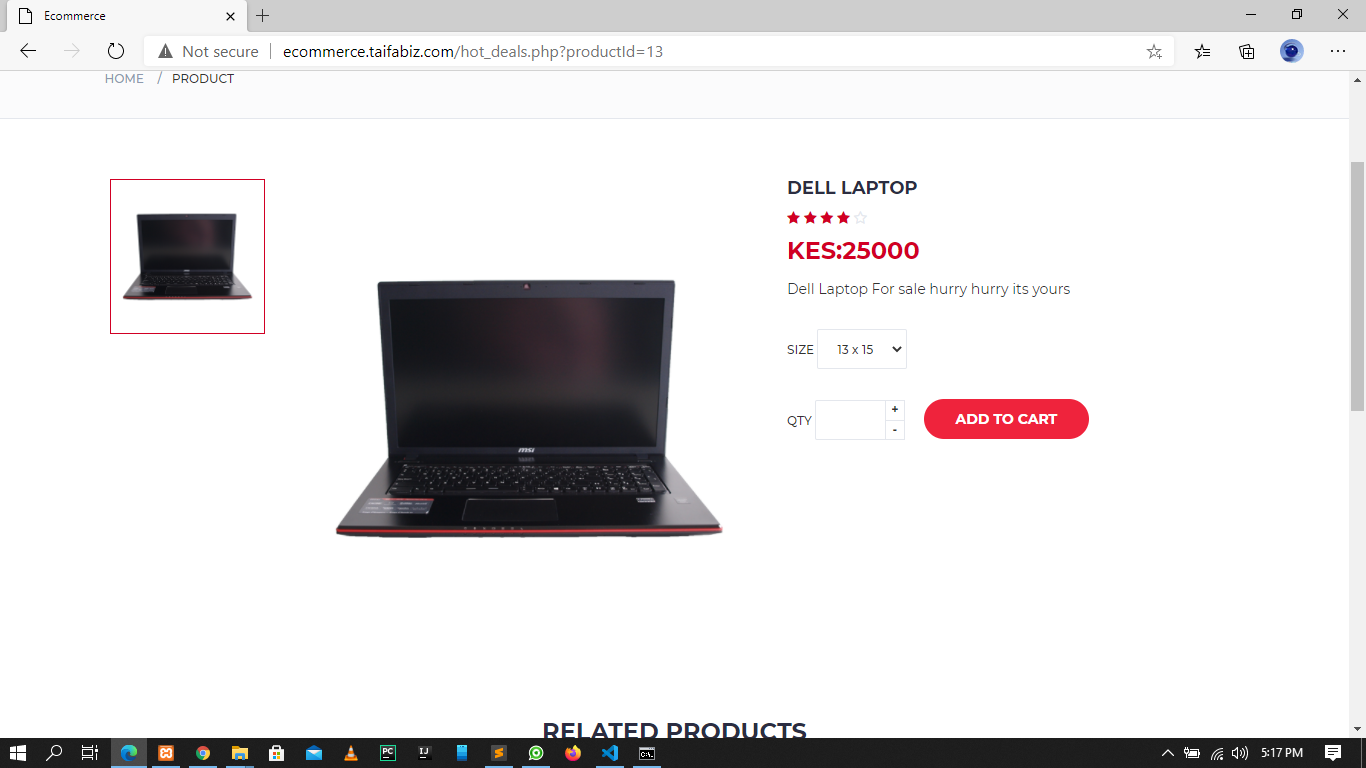 Ecommerce
Not secure
ecommerce.taifabiz.com/hot_deals.php?productId=13
HOME / PRODUCT
DELL LAPTOP
KES:25000
Dell Laptop For sale hurry hurry its yours
SIZE 13 x 15
QTY + -
ADD TO CART
msi
RELATED PRODUCTS
5:17 PM